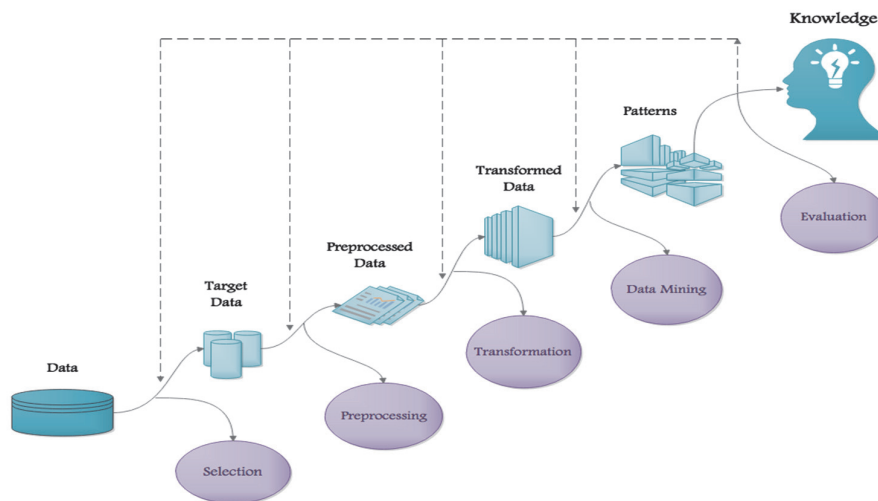 Knowledge
Patterns
Transformed
Data
Evaluation
Preprocessed
Data
Target
Data
Data Mining
Transformation
Data
Preprocessing
Selection